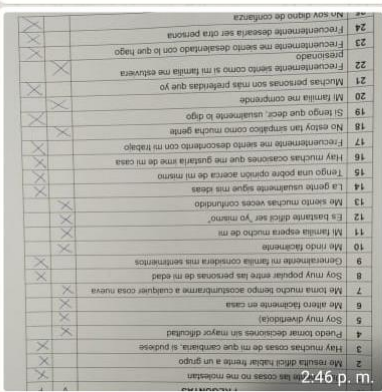 PREGUNTAS
las cosas no me molestan
2 Me resulta difícil hablar frente a un grupo
3 Hay muchas cosas de mi que cambiaría, si pudiese
4 Puedo tomar decisiones sin mayor dificultad
5 Soy muy divertido(a)
6 Me altero fácilmente en casa
7 Me toma mucho tiempo acostumbrarme a cualquier cosa nueva
8 Soy muy popular entre las personas de mi edad
9 Generalmente mi familia considera mis sentimientos
10 Me rindo fácilmente
11 Mi familia espera mucho de mi
12 Es bastante difícil ser "yo mismo"
13 Me siento muchas veces confundido
14 La gente usualmente sigue mis ideas
15 Tengo una pobre opinión acerca de mi mismo
16 Hay muchas ocasiones que me gustaría irme de mi casa
17 Frecuentemente me siento descontento con mi trabajo
18 No estoy tan simpático como mucha gente
19 Si tengo que decir, usualmente lo digo
20 Mi familia me comprende
21 Muchas personas son más preferidas que yo
22 Frecuentemente siento como si mi familia me estuviera
presionado
23 Frecuentemente me siento desalentado con lo que hago
24 Frecuentemente desearía ser otra persona
25 No soy digno de confianza
2:46 p. m.